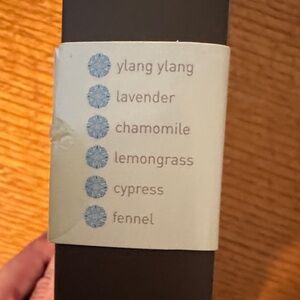 ylang ylang
lavender
chamomile
lemongrass
cypress
fennel